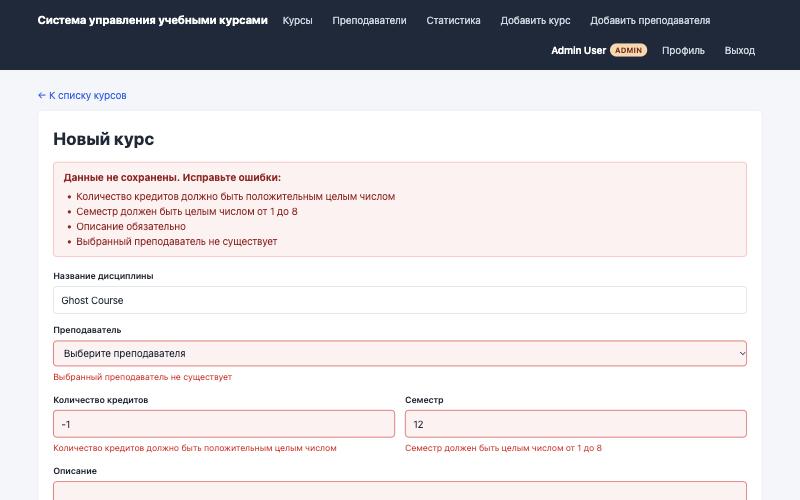 Система управления учебными курсами Курсы Преподаватели Статистика Добавить курс Добавить преподавателя
Admin User ADMIN Профиль Выход
← К списку курсов
Новый курс
Данные не сохранены. Исправьте ошибки:
• Количество кредитов должно быть положительным целым числом
• Семестр должен быть целым числом от 1 до 8
• Описание обязательно
• Выбранный преподаватель не существует
Название дисциплины
Ghost Course
Преподаватель
Выберите преподавателя
Выбранный преподаватель не существует
Количество кредитов Семестр
-1 12
Количество кредитов должно быть положительным целым числом Семестр должен быть целым числом от 1 до 8
Описание